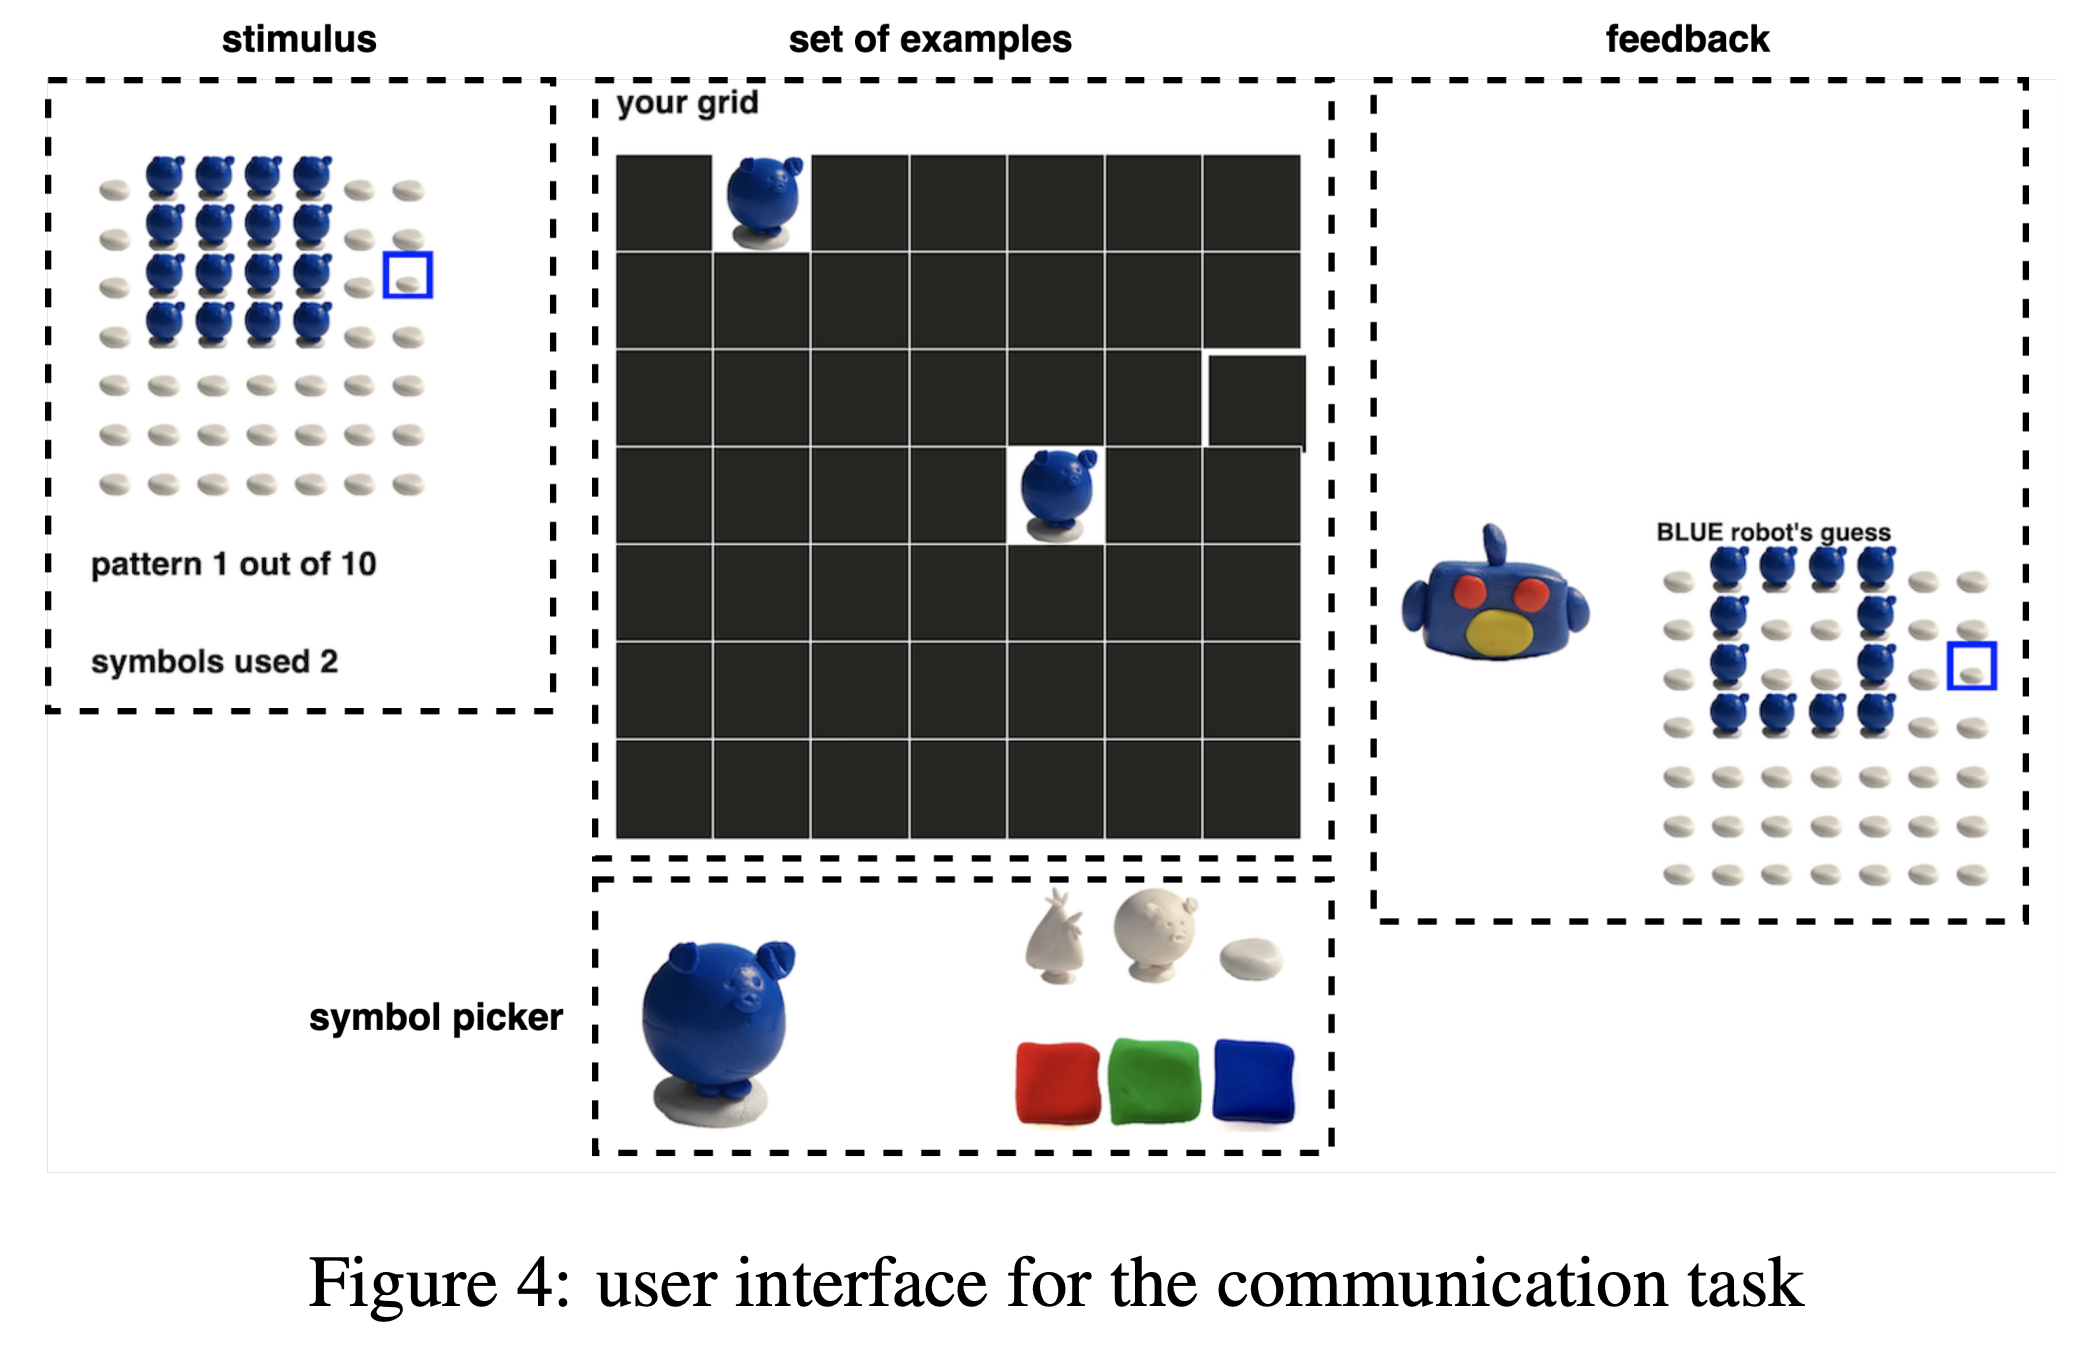 stimulus
set of examples
feedback
your grid
pattern 1 out of 10
symbols used 2
BLUE robot's guess
symbol picker
Figure 4: user interface for the communication task